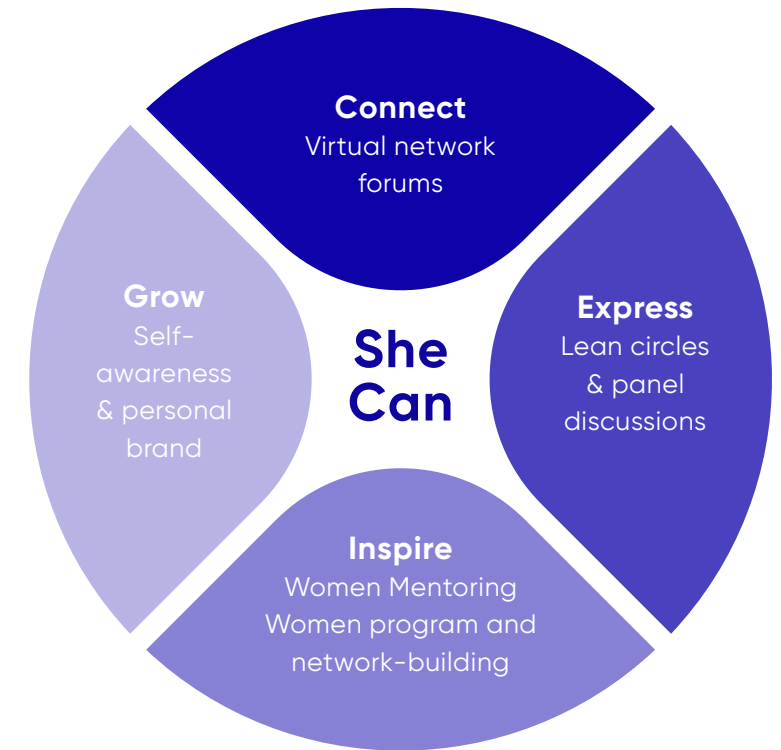 Connect
Virtual network
forums
Grow
Self-
awareness
& personal
brand
She
Can
Express
Lean circles
& panel
discussions
Inspire
Women Mentoring
Women program and
network-building